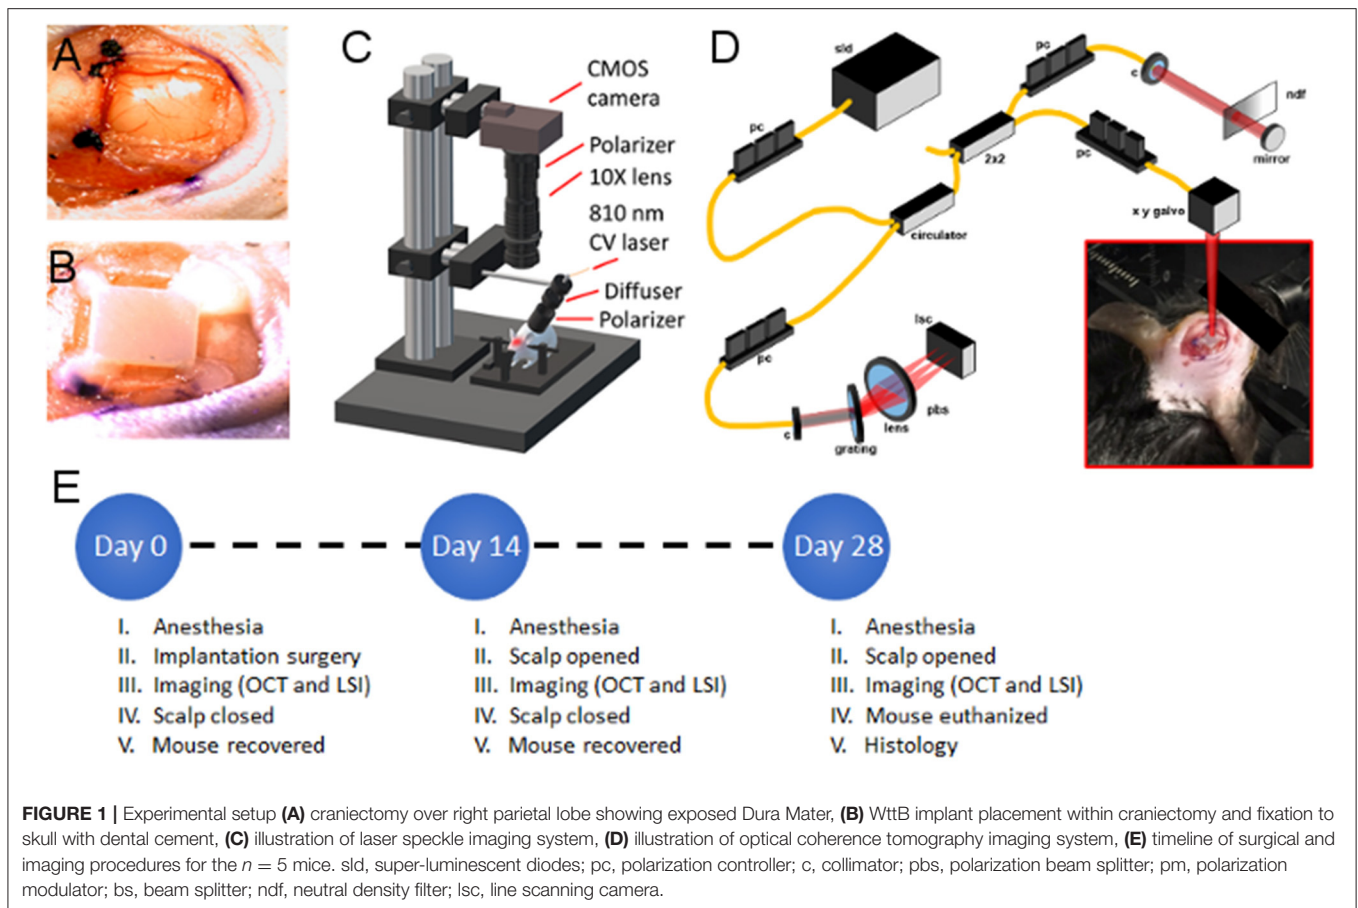 A
B
C
CMOS
camera
Polarizer
10X lens
810 nm
CV laser
Diffuser
Polarizer
D
sld
pc
pc
c
ndf
mirror
2x2
pc
x y galvo
circulator
pc
lsc
pbs
lens
c
grating
E
Day 0
Day 14
Day 28
I. Anesthesia
II. Implantation surgery
III. Imaging (OCT and LSI)
IV. Scalp closed
V. Mouse recovered
I. Anesthesia
II. Scalp opened
III. Imaging (OCT and LSI)
IV. Scalp closed
V. Mouse recovered
I. Anesthesia
II. Scalp opened
III. Imaging (OCT and LSI)
IV. Mouse euthanized
V. Histology
FIGURE 1 | Experimental setup (A) craniectomy over right parietal lobe showing exposed Dura Mater, (B) WttB implant placement within craniectomy and fixation to
skull with dental cement, (C) illustration of laser speckle imaging system, (D) illustration of optical coherence tomography imaging system, (E) timeline of surgical and
imaging procedures for the n = 5 mice. sld, super-luminescent diodes; pc, polarization controller; c, collimator; pbs, polarization beam splitter; pm, polarization
modulator; bs, beam splitter; ndf, neutral density filter; lsc, line scanning camera.